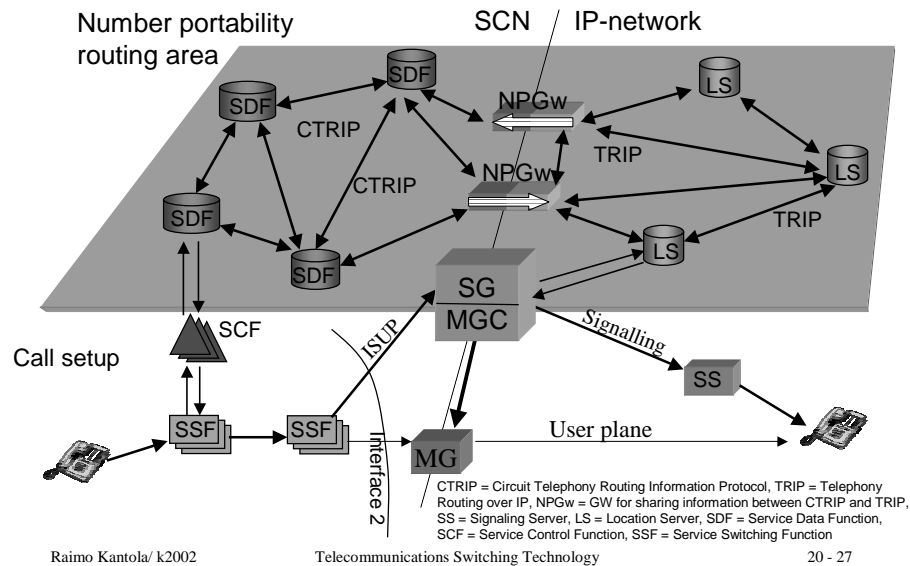 Number portability
routing area
SCN
IP-network
SDF
SDF
NPGw
LS
CTRIP
TRIP
CTRIP
NPGw
LS
SDF
TRIP
SDF
LS
SG
MGC
SCF
ISUP
Signalling
Call setup
SS
SSF
SSF
Interface 2
User plane
MG
CTRIP = Circuit Telephony Routing Information Protocol, TRIP = Telephony
Routing over IP, NPGw = GW for sharing information between CTRIP and TRIP,
SS = Signaling Server, LS = Location Server, SDF = Service Data Function,
SCF = Service Control Function, SSF = Service Switching Function
Raimo Kantola/ k2002
Telecommunications Switching Technology
20 - 27